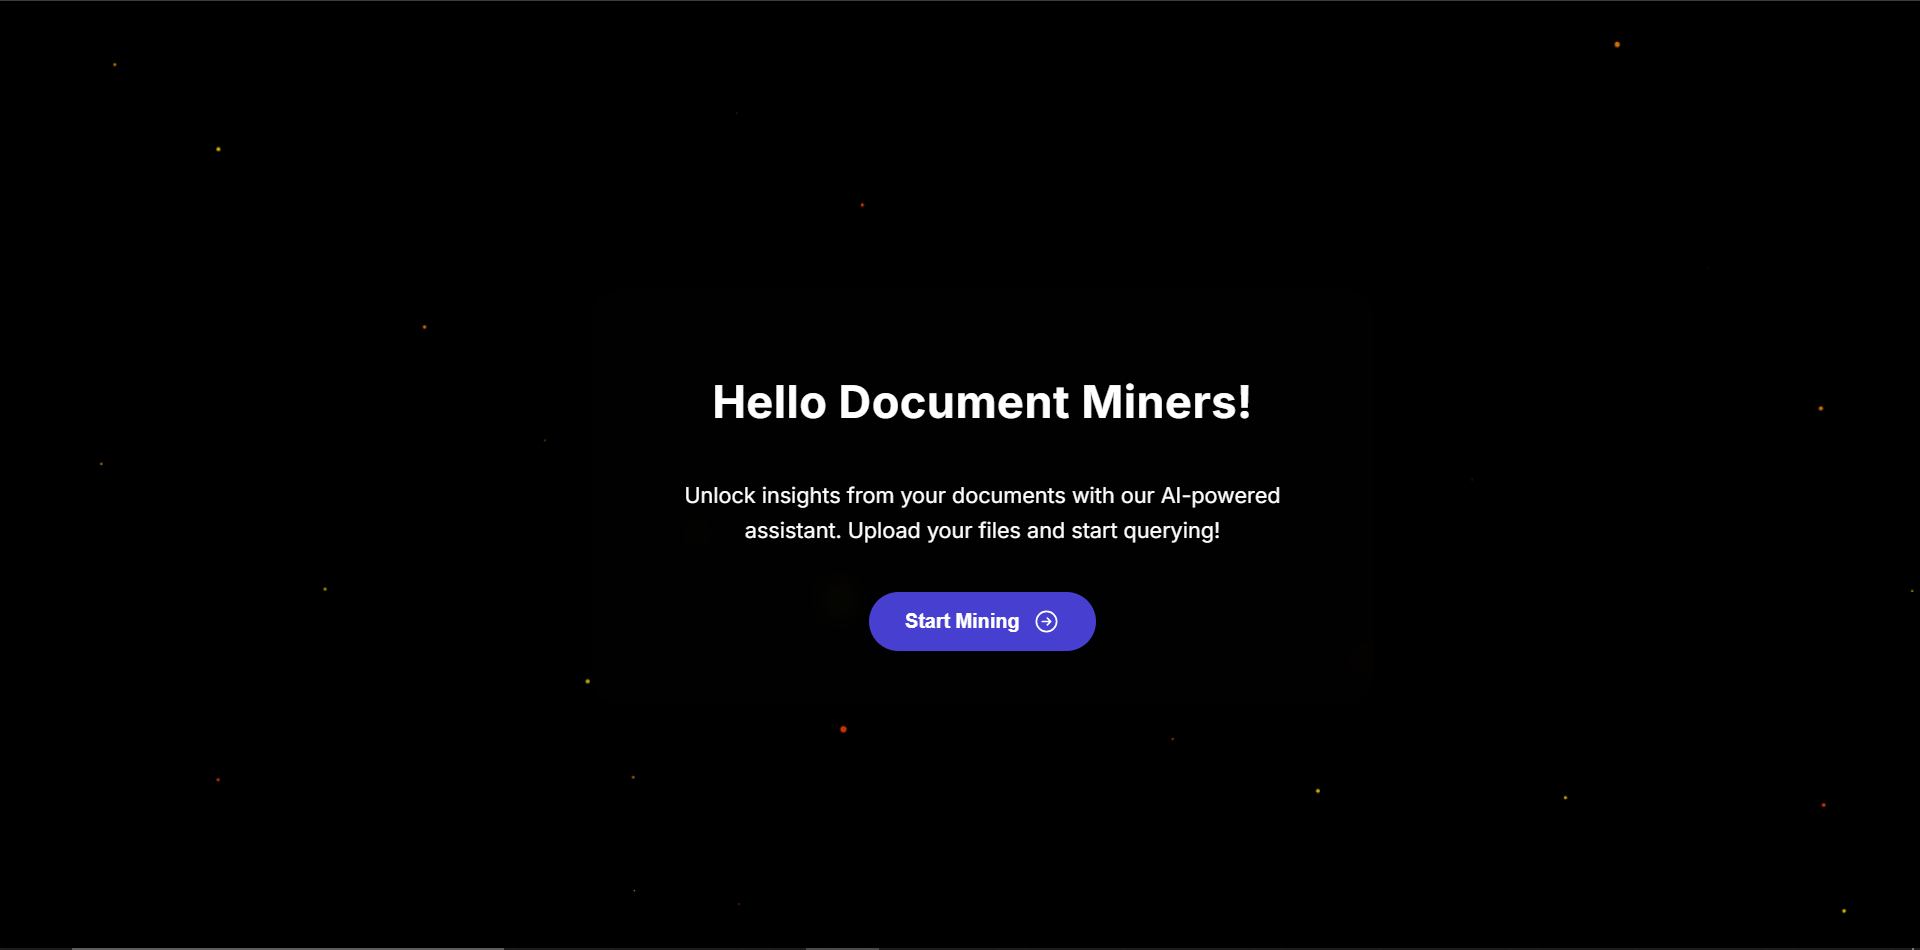 Hello Document Miners!
Unlock insights from your documents with our AI-powered
assistant. Upload your files and start querying!
Start Mining